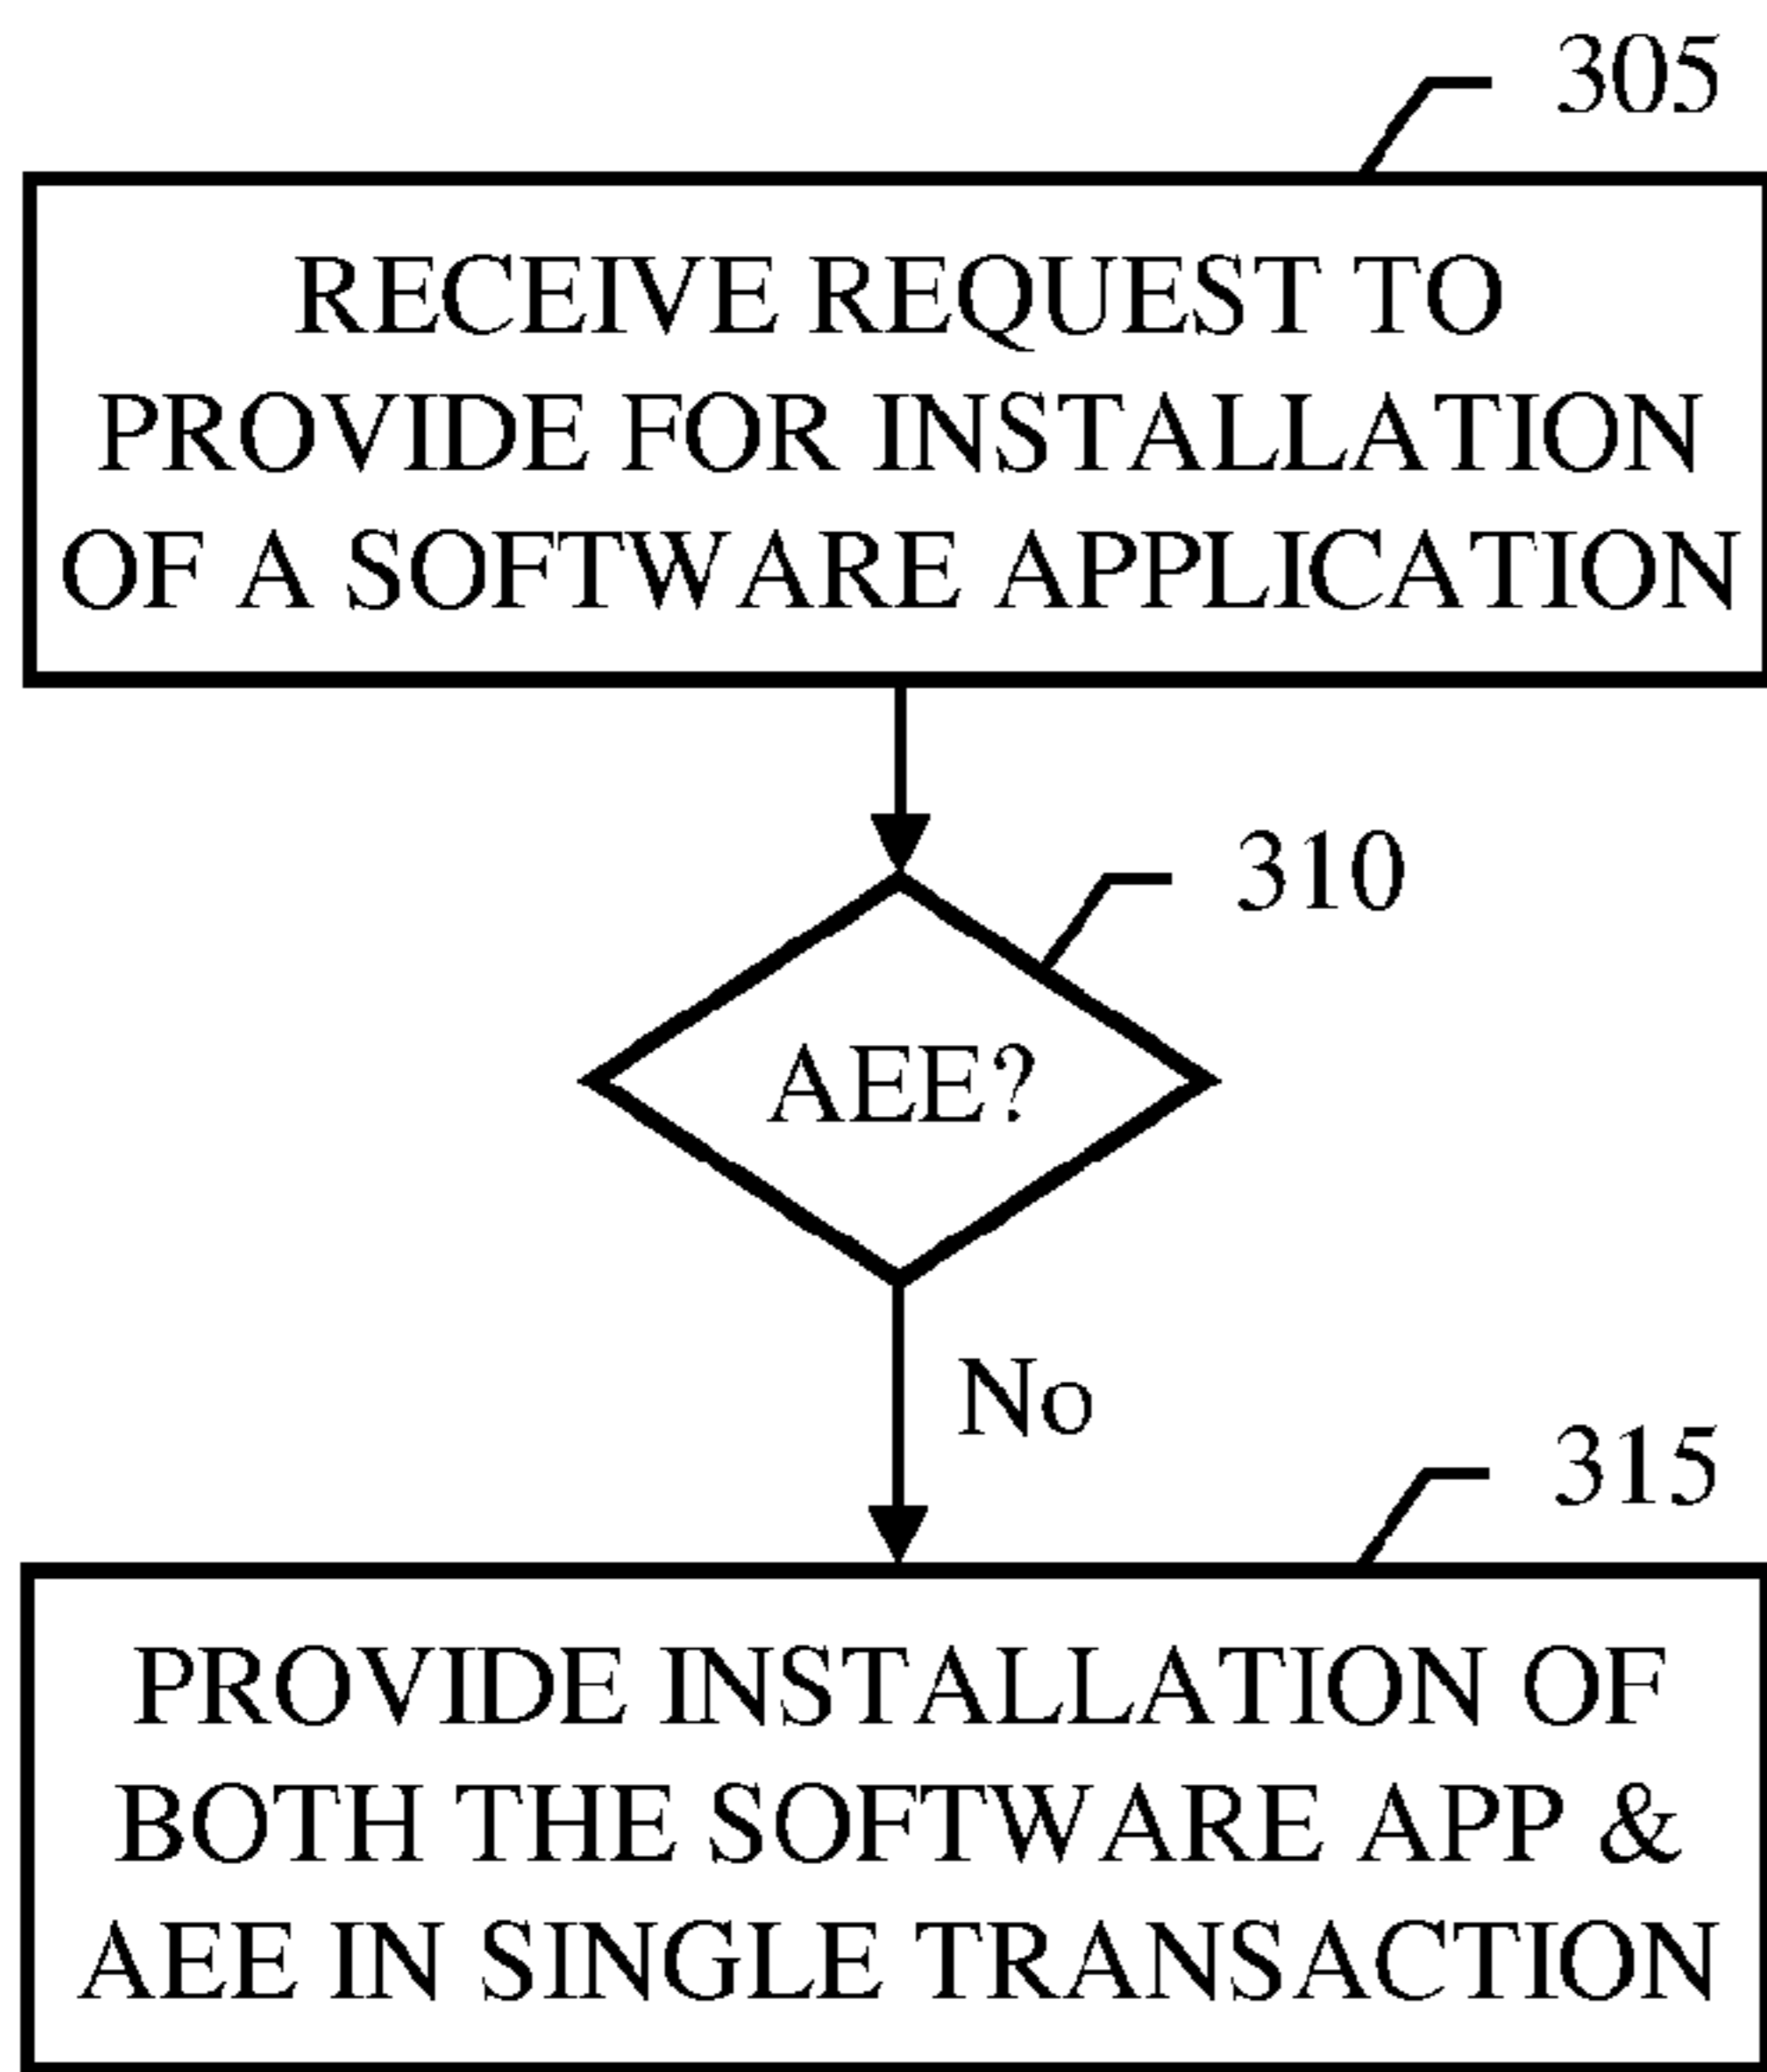 305
RECEIVE REQUEST TO
PROVIDE FOR INSTALLATION
OF A SOFTWARE APPLICATION
310
AEE?
No
315
PROVIDE INSTALLATION OF
BOTH THE SOFTWARE APP &
AEE IN SINGLE TRANSACTION